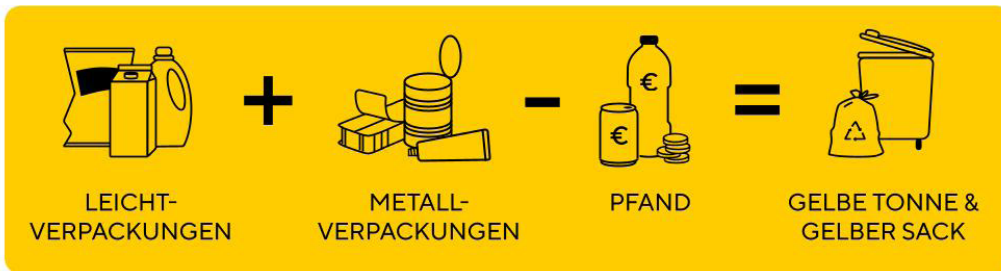 €
€
LEICHT-
VERPACKUNGEN
METALL-
VERPACKUNGEN
PFAND
GELBE TONNE &
GELBER SACK